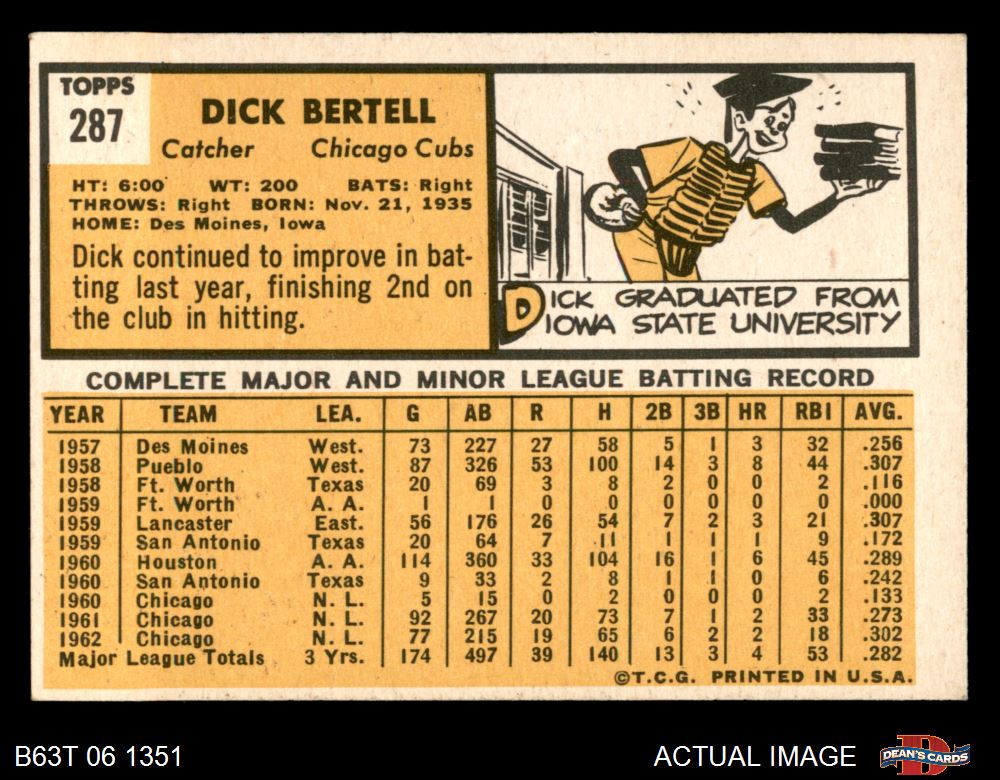 TOPPS
287
DICK BERTELL
Catcher Chicago Cubs
HT: 6:00 WT: 200 BATS: Right
THROWS: Right BORN: Nov. 21, 1935
HOME: Des Moines, Iowa
Dick continued to improve in bat-
ting last year, finishing 2nd on
the club in hitting.
DICK GRADUATED FROM
IOWA STATE UNIVERSITY
COMPLETE MAJOR AND MINOR LEAGUE BATTING RECORD
YEAR TEAM LEA. G AB R H 2B 3B HR RBI AVG.
1957 Des Moines West. 73 227 27 58 5 1 3 32 .256
1958 Pueblo West. 87 326 53 100 14 3 8 44 .307
1958 Ft. Worth Texas 20 69 3 8 2 0 0 2 .116
1959 Ft. Worth A. A. 1 1 0 0 0 0 0 0 .000
1959 Lancaster East. 56 176 26 54 7 2 3 21 .307
1959 San Antonio Texas 20 64 7 11 1 1 1 9 .172
1960 Houston A. A. 114 360 33 104 16 1 6 45 .289
1960 San Antonio Texas 9 33 2 8 1 1 0 6 .242
1960 Chicago N. L. 5 15 0 2 0 0 0 2 .133
1961 Chicago N. L. 92 267 20 73 7 1 2 33 .273
1962 Chicago N. L. 77 215 19 65 6 2 2 18 .302
Major League Totals 3 Yrs. 174 497 39 140 13 3 4 53 .282
©T.C.G. PRINTED IN U.S.A.
B63T 06 1351 ACTUAL IMAGE DEAN'S CARDS